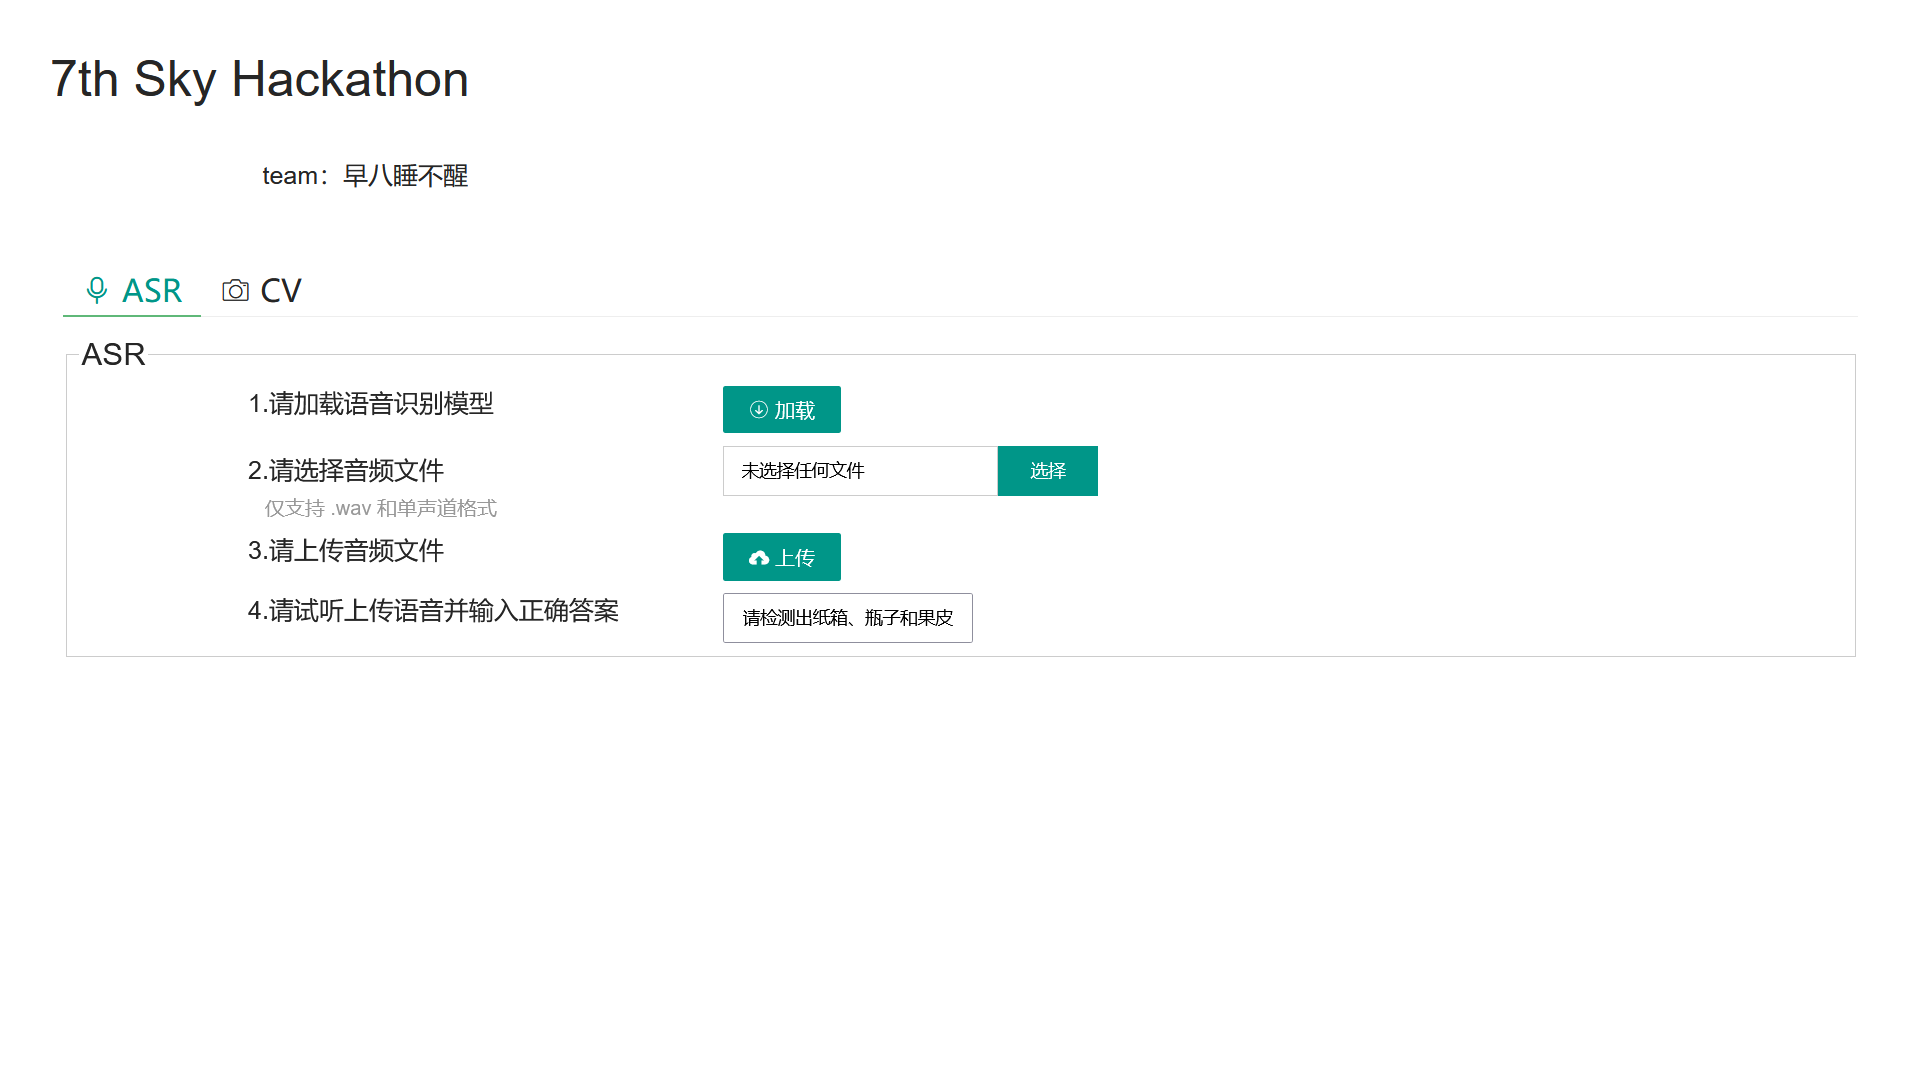 7th Sky Hackathon
team：早八睡不醒
ASR CV
ASR
1.请加载语音识别模型 加载
2.请选择音频文件 未选择任何文件 选择
仅支持 .wav 和单声道格式
3.请上传音频文件 上传
4.请试听上传语音并输入正确答案 请检测出纸箱、瓶子和果皮